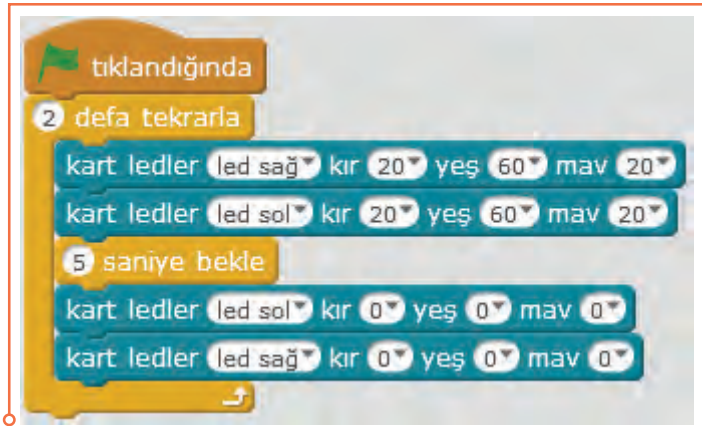 tıklandığında
2 defa tekrarla
kart ledler led sağ kır 20 yeş 60 mav 20
kart ledler led sol kır 20 yeş 60 mav 20
5 saniye bekle
kart ledler led sol kır 0 yeş 0 mav 0
kart ledler led sağ kır 0 yeş 0 mav 0